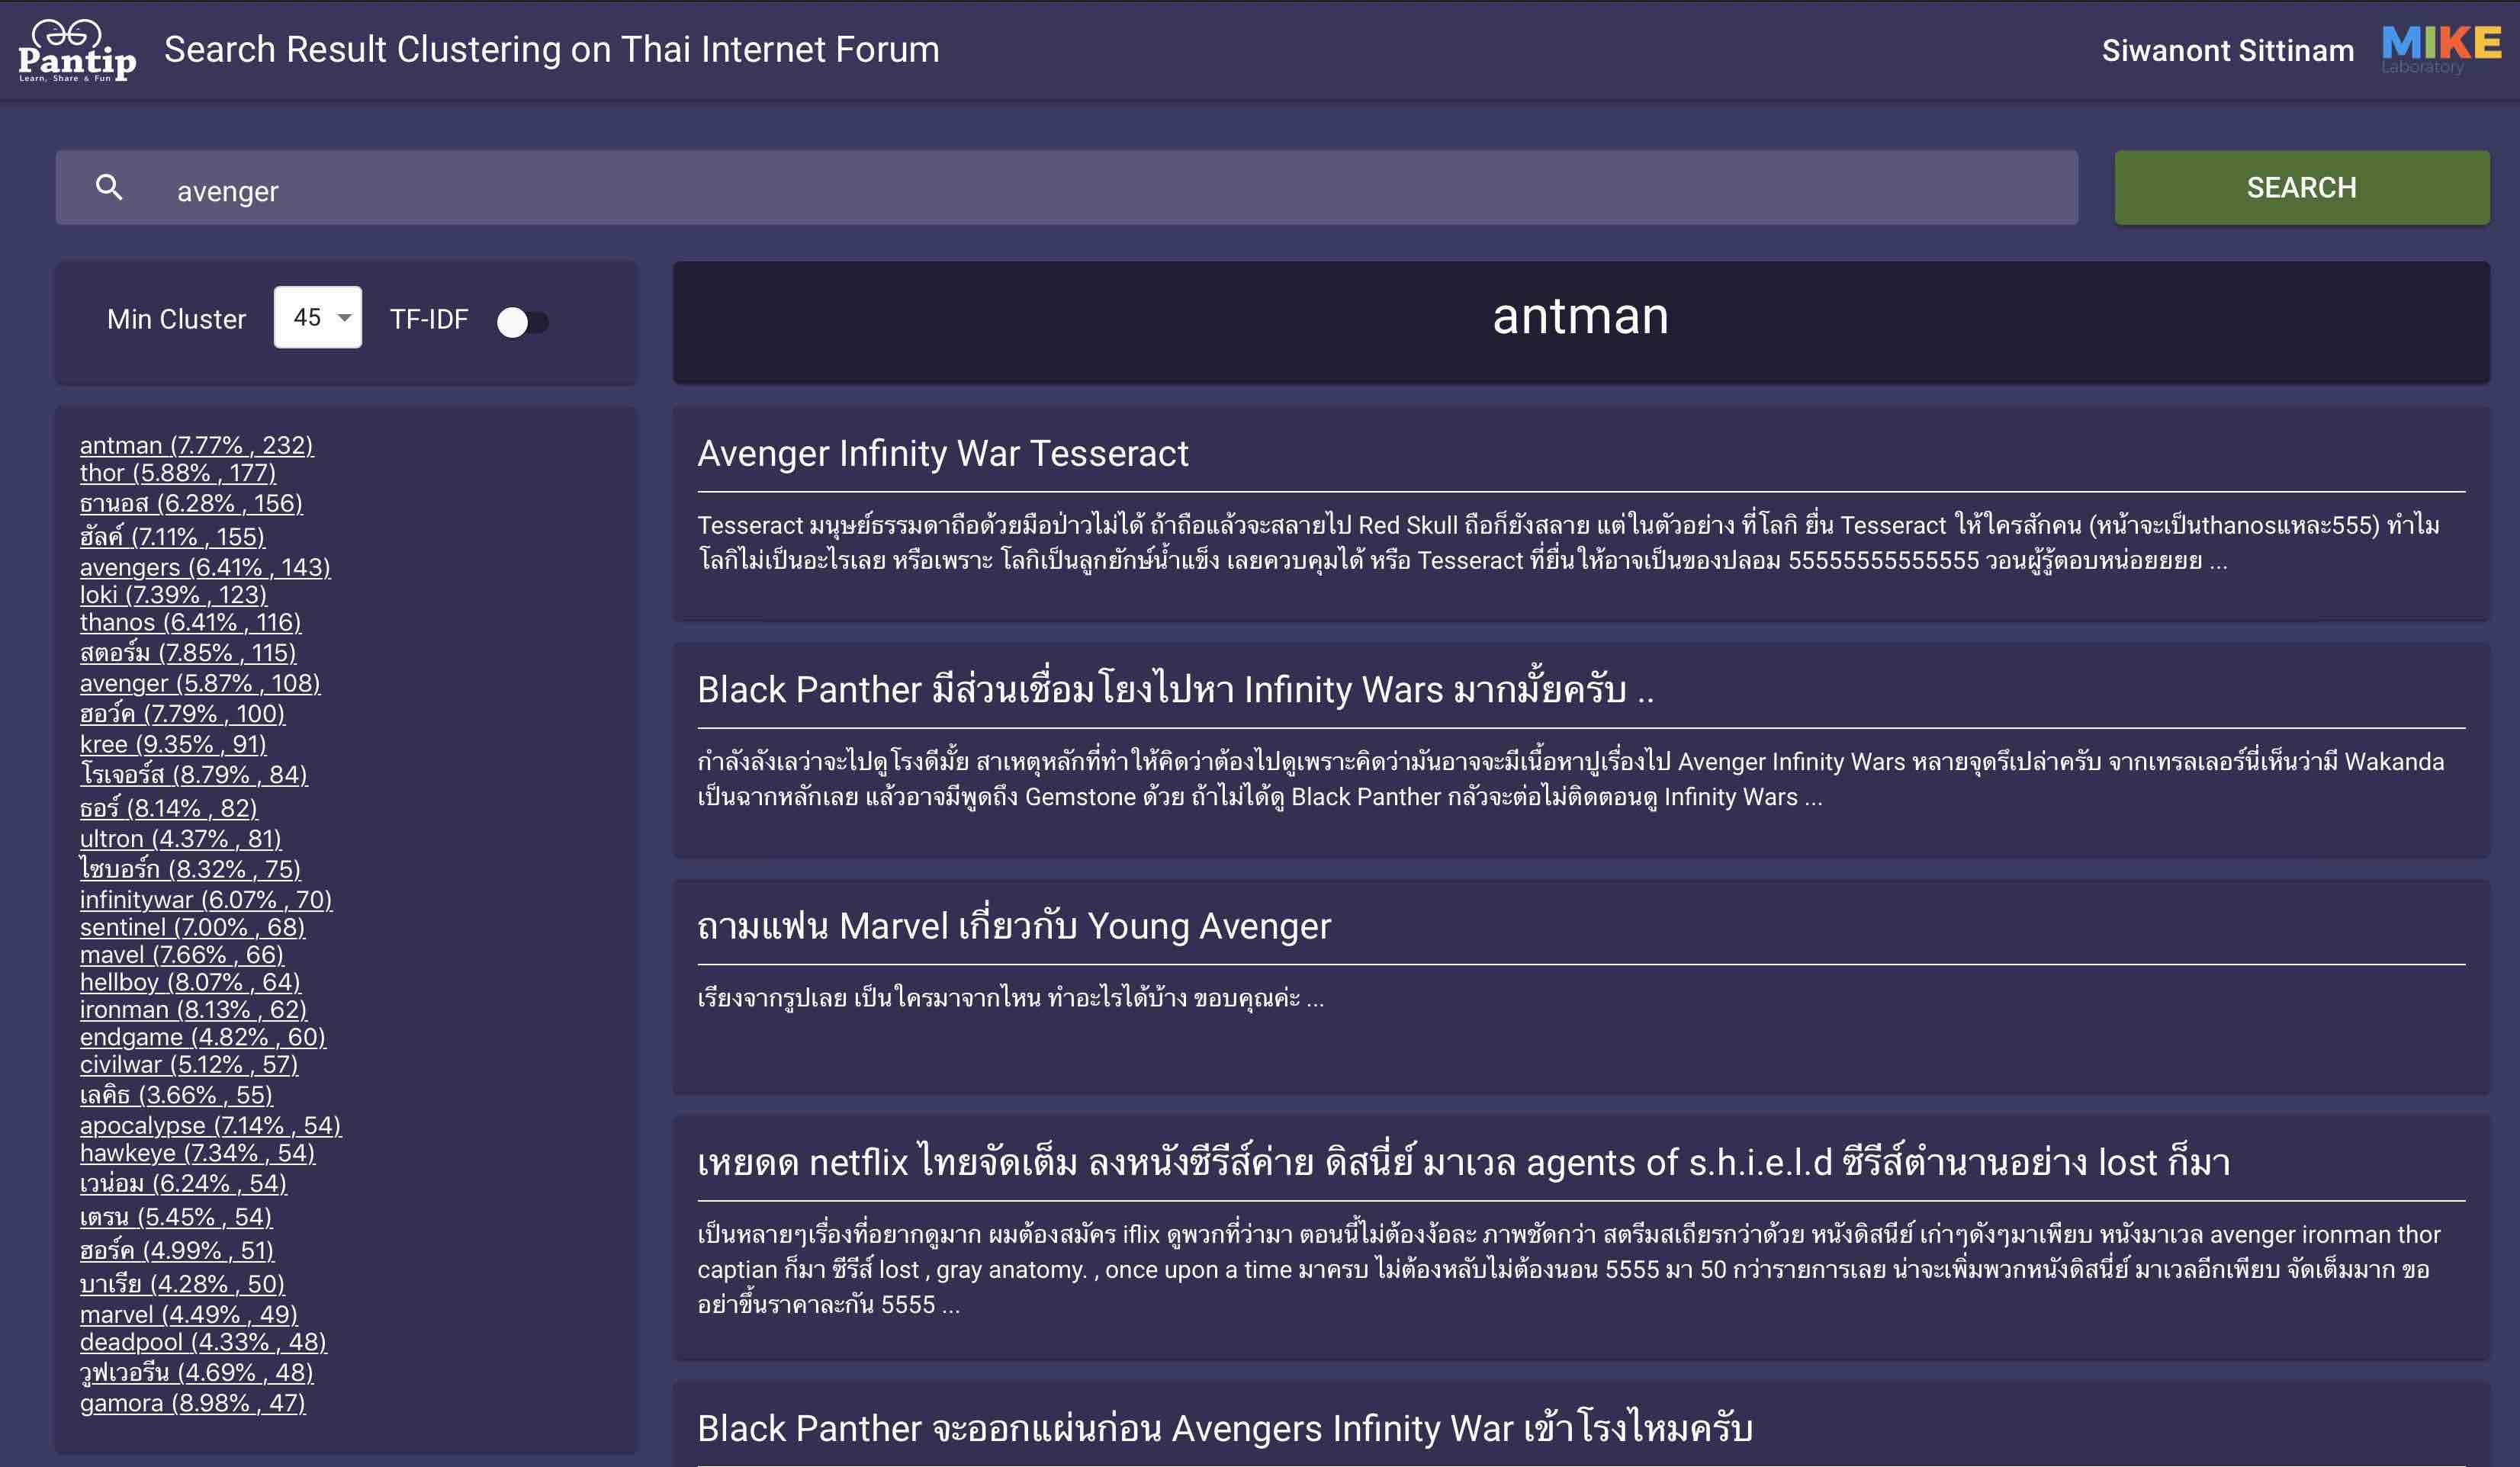 Pantip
Learn, Share & Fun
Search Result Clustering on Thai Internet Forum
Siwanont Sittinam
MIKE
Laboratory
avenger
SEARCH
Min Cluster
45
TF-IDF
antman (7.77% , 232)
thor (5.88% , 177)
ธานอส (6.28% , 156)
ฮัลค์ (7.11% , 155)
avengers (6.41% , 143)
loki (7.39% , 123)
thanos (6.41% , 116)
สตอร์ม (7.85% , 115)
avenger (5.87% , 108)
ฮอว์ค (7.79% , 100)
kree (9.35% , 91)
โรเจอร์ส (8.79% , 84)
ธอร์ (8.14% , 82)
ultron (4.37% , 81)
ไซบอร์ก (8.32% , 75)
infinitywar (6.07% , 70)
sentinel (7.00% , 68)
mavel (7.66% , 66)
hellboy (8.07% , 64)
ironman (8.13% , 62)
endgame (4.82% , 60)
civilwar (5.12% , 57)
เลคิธ (3.66% , 55)
apocalypse (7.14% , 54)
hawkeye (7.34% , 54)
เวน่อม (6.24% , 54)
เตรน (5.45% , 54)
ฮอร์ค (4.99% , 51)
บาเรีย (4.28% , 50)
marvel (4.49% , 49)
deadpool (4.33% , 48)
วูฟเวอรีน (4.69% , 48)
gamora (8.98% , 47)
antman
Avenger Infinity War Tesseract
Tesseract มนุษย์ธรรมดาถือด้วยมือป่าวไม่ได้ ถ้าถือแล้วจะสลายไป Red Skull ถือก็ยังสลาย แต่ในตัวอย่าง ที่โลกิ ยื่น Tesseract ให้ใครสักคน (หน้าจะเป็นthanosแหละ555) ทำไม
โลกิไม่เป็นอะไรเลย หรือเพราะ โลกิเป็นลูกยักษ์น้ำแข็ง เลยควบคุมได้ หรือ Tesseract ที่ยื่นให้อาจเป็นของปลอม 55555555555555 วอนผู้รู้ตอบหน่อยยยย ...
Black Panther มีส่วนเชื่อมโยงไปหา Infinity Wars มากมั้ยครับ ..
กำลังลังเลว่าจะไปดูโรงดีมั้ย สาเหตุหลักที่ทำให้คิดว่าต้องไปดูเพราะคิดว่ามันอาจจะมีเนื้อหาปูเรื่องไป Avenger Infinity Wars หลายจุดรึเปล่าครับ จากเทรลเลอร์นี่เห็นว่ามี Wakanda
เป็นฉากหลักเลย แล้วอาจมีพูดถึง Gemstone ด้วย ถ้าไม่ได้ดู Black Panther กลัวจะต่อไม่ติดตอนดู Infinity Wars ...
ถามแฟน Marvel เกี่ยวกับ Young Avenger
เรียงจากรูปเลย เป็นใครมาจากไหน ทำอะไรได้บ้าง ขอบคุณค่ะ ...
เหยดด netflix ไทยจัดเต็ม ลงหนังซีรีส์ค่าย ดิสนี่ย์ มาเวล agents of s.h.i.e.l.d ซีรีส์ตำนานอย่าง lost ก็มา
เป็นหลายๆเรื่องที่อยากดูมาก ผมต้องสมัคร iflix ดูพวกที่ว่ามา ตอนนี้ไม่ต้องง้อละ ภาพชัดกว่า สตรีมสเถียรกว่าด้วย หนังดิสนีย์ เก่าๆดังๆมาเพียบ หนังมาเวล avenger ironman thor
captian ก็มา ซีรีส์ lost , gray anatomy. , once upon a time มาครบ ไม่ต้องหลับไม่ต้องนอน 5555 มา 50 กว่ารายการเลย น่าจะเพิ่มพวกหนังดิสนี่ย์ มาเวลอีกเพียบ จัดเต็มมาก ขอ
อย่าขึ้นราคาละกัน 5555 ...
Black Panther จะออกแผ่นก่อน Avengers Infinity War เข้าโรงไหมครับ